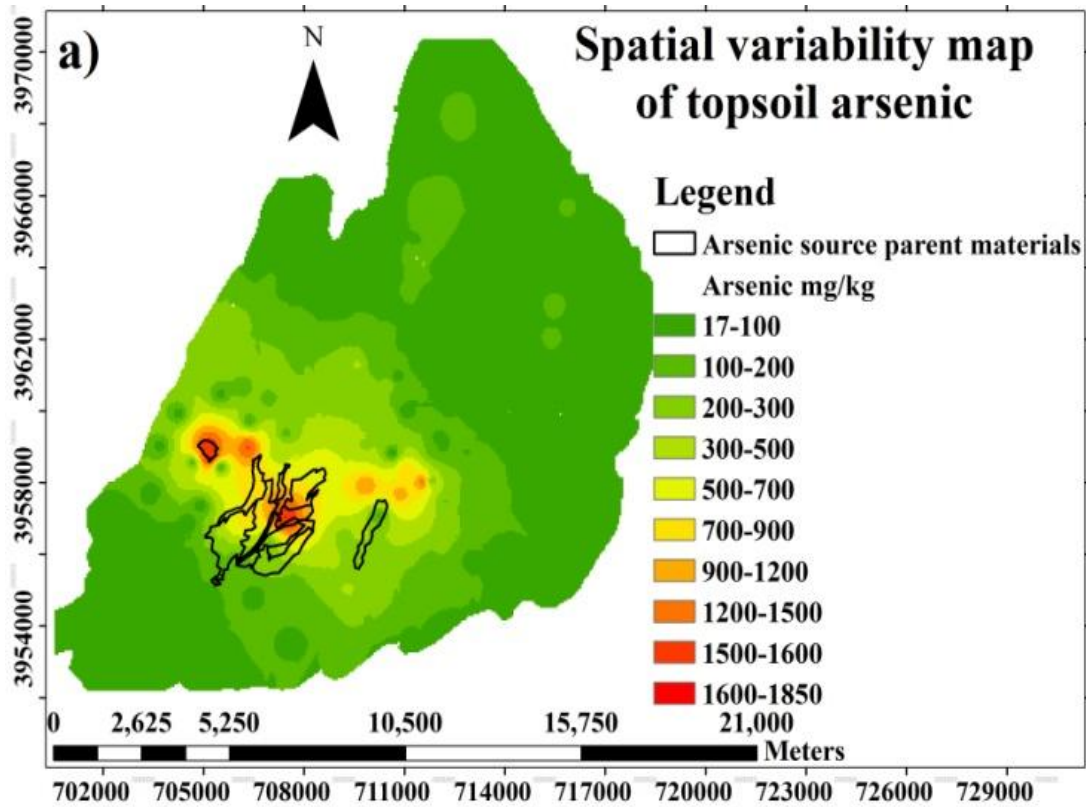 a)
N
Spatial variability map
of topsoil arsenic
Legend
Arsenic source parent materials
Arsenic mg/kg
17-100
100-200
200-300
300-500
500-700
700-900
900-1200
1200-1500
1500-1600
1600-1850
3970000
3966000
3962000
3958000
3954000
0 2,625 5,250 10,500 15,750 21,000
Meters
702000 705000 708000 711000 714000 717000 720000 723000 726000 729000